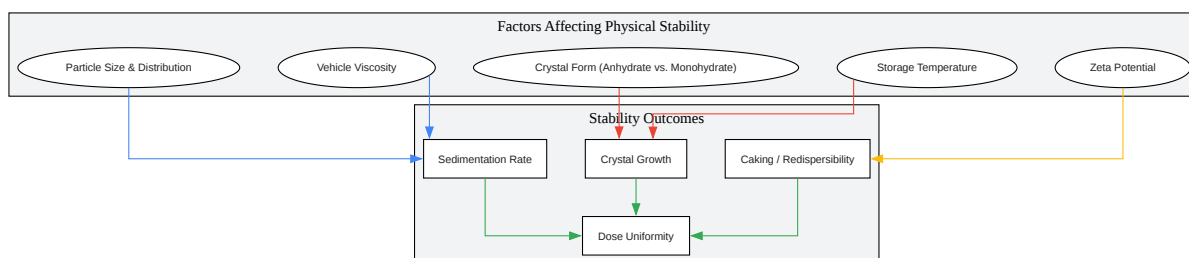 Factors Affecting Physical Stability
Particle Size & Distribution
Vehicle Viscosity
Crystal Form (Anhydrate vs. Monohydrate)
Storage Temperature
Zeta Potential
Stability Outcomes
Sedimentation Rate
Crystal Growth
Caking / Redispersibility
Dose Uniformity